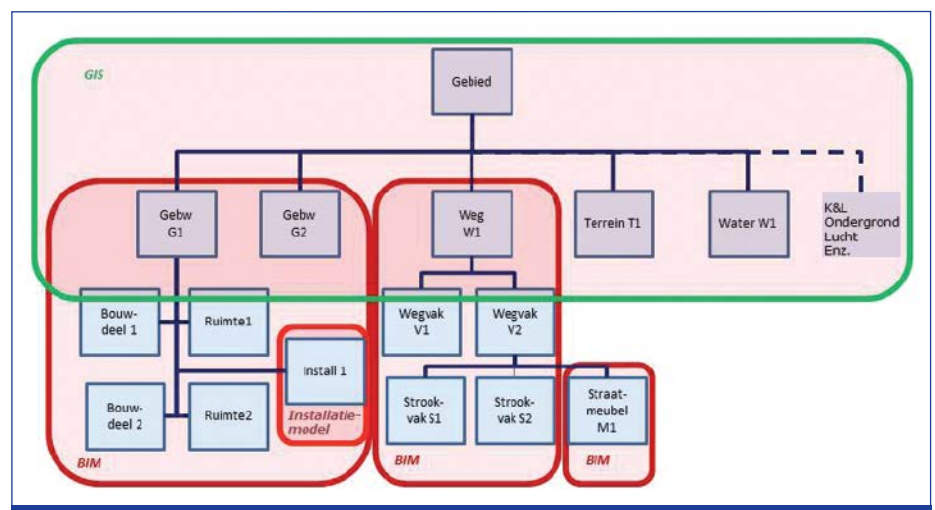 GIS
Gebied
Gebw
G1
Gebw
G2
Weg
W1
Terrein T1
Water W1
K&L
Ondergrond
Lucht
Enz.
Bouw-
deel 1
Ruimte1
Wegvak
V1
Wegvak
V2
Install 1
Bouw-
deel 2
Ruimte2
Installatie-
model
Strook-
vak S1
Strook-
vak S2
Straat-
meubel
M1
BIM
BIM
BIM